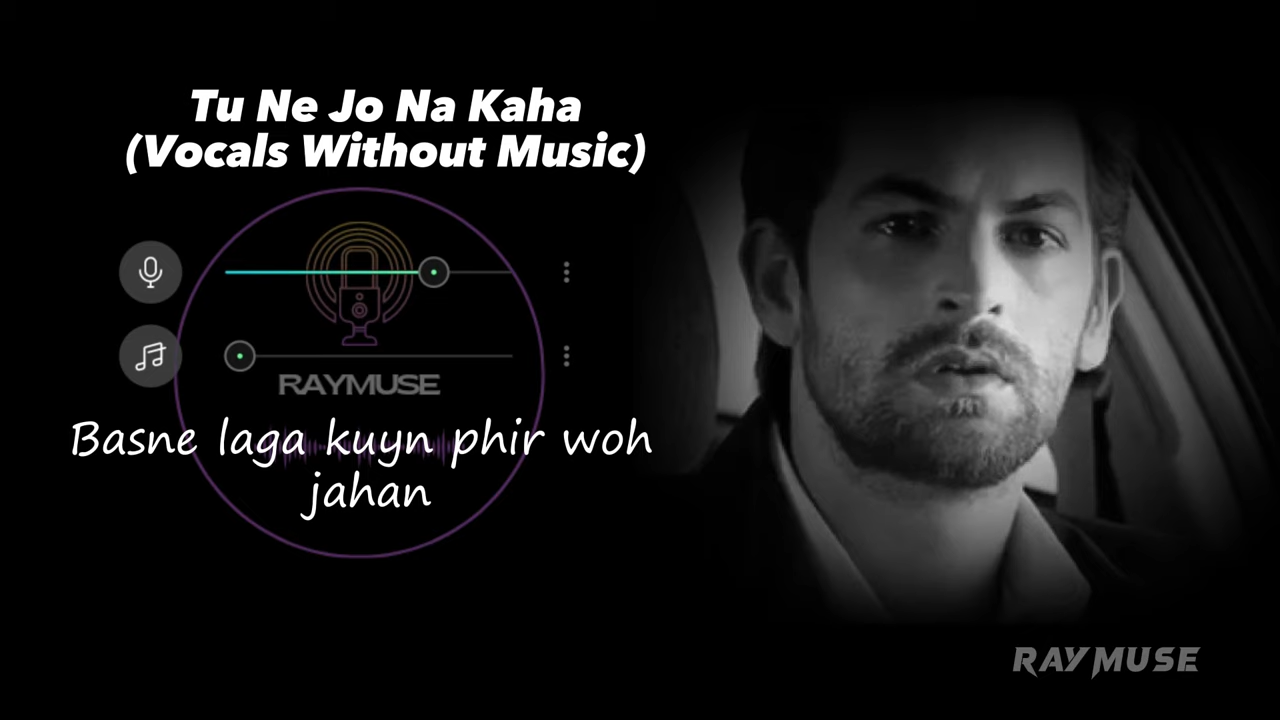 Tu Ne Jo Na Kaha
(Vocals Without Music)
RAYMUSE
Basne laga kuyn phir woh
jahan
RAYMUSE